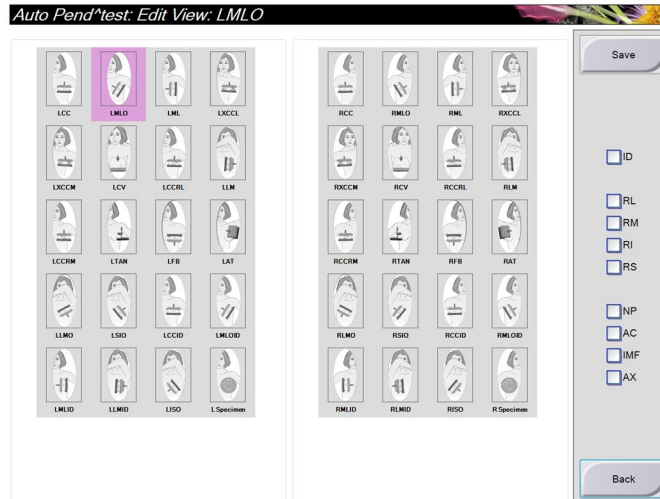 Auto Pend^test: Edit View: LMLO
LCC LMLO LML LXCCL
LXCCM LCV LCCRL LLM
LCCRM LTAN LFB LAT
LLMO LSIO LCCID LMLOID
LMLID LLMID LISO L Specimen
RCC RMLO RML RXCCL
RXCCM RCV RCCRL RLM
RCCRM RTAN RFB RAT
RLMO RSIO RCCID RMLOID
RMLID RLMID RISO R Specimen
Save
ID
RL
RM
RI
RS
NP
AC
IMF
AX
Back